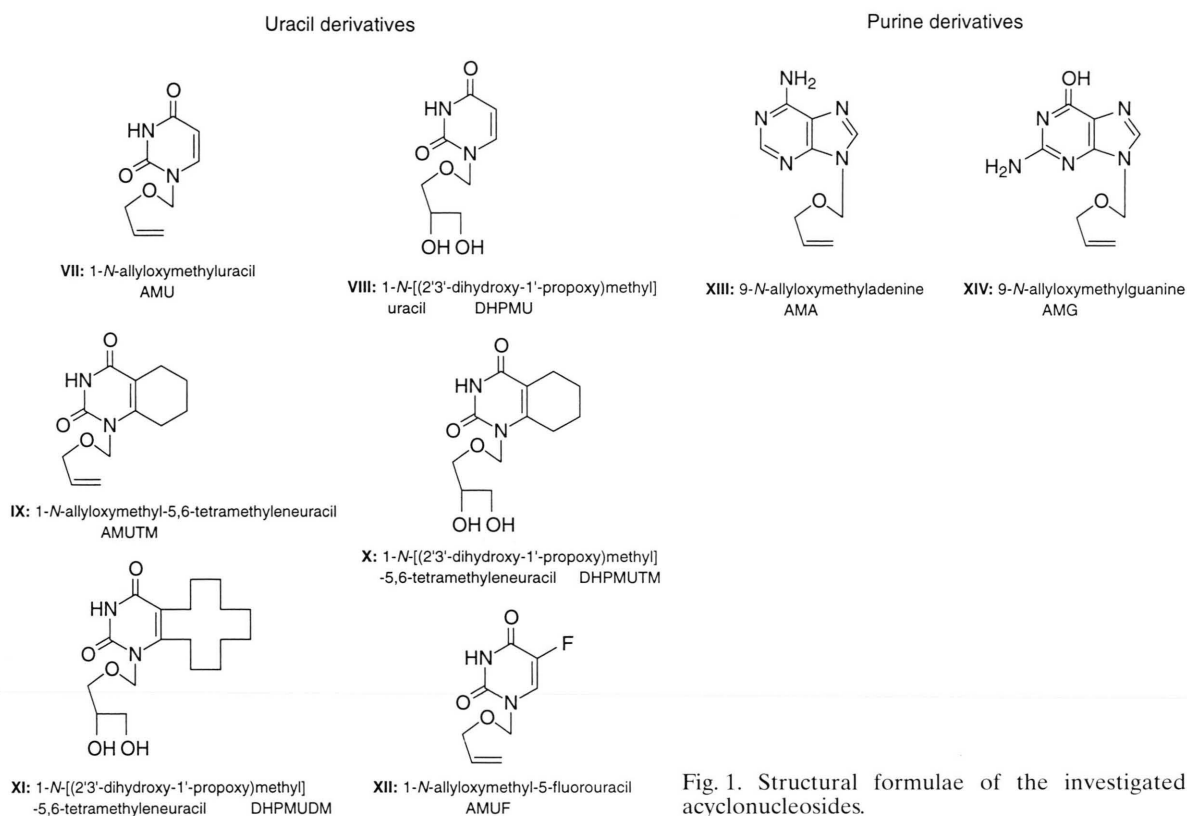 Uracil derivatives
Purine derivatives
O
HN
O
N
O
VII: 1-N-allyloxymethyluracil
AMU
O
HN
O
N
O
OH OH
VIII: 1-N-[(2'3'-dihydroxy-1'-propoxy)methyl]
uracil DHPMU
NH₂
N
N
N
N
O
XIII: 9-N-allyloxymethyladenine
AMA
OH
N
N
H₂N
N
N
O
XIV: 9-N-allyloxymethylguanine
AMG
O
HN
O
N
O
IX: 1-N-allyloxymethyl-5,6-tetramethyleneuracil
AMUTM
O
HN
O
N
O
OH OH
X: 1-N-[(2'3'-dihydroxy-1'-propoxy)methyl]
-5,6-tetramethyleneuracil DHPMUTM
O
HN
O
N
O
OH OH
XI: 1-N-[(2'3'-dihydroxy-1'-propoxy)methyl]
-5,6-tetramethyleneuracil DHPMUDM
O
F
HN
O
N
O
XII: 1-N-allyloxymethyl-5-fluorouracil
AMUF
Fig. 1. Structural formulae of the investigated
acyclonucleosides.